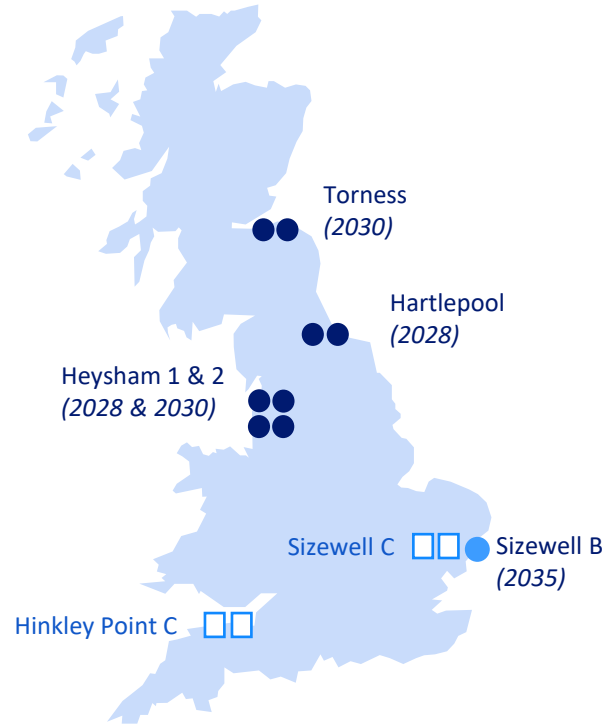 Torness
(2030)
Hartlepool
(2028)
Heysham 1 & 2
(2028 & 2030)
Sizewell C
Sizewell B
(2035)
Hinkley Point C